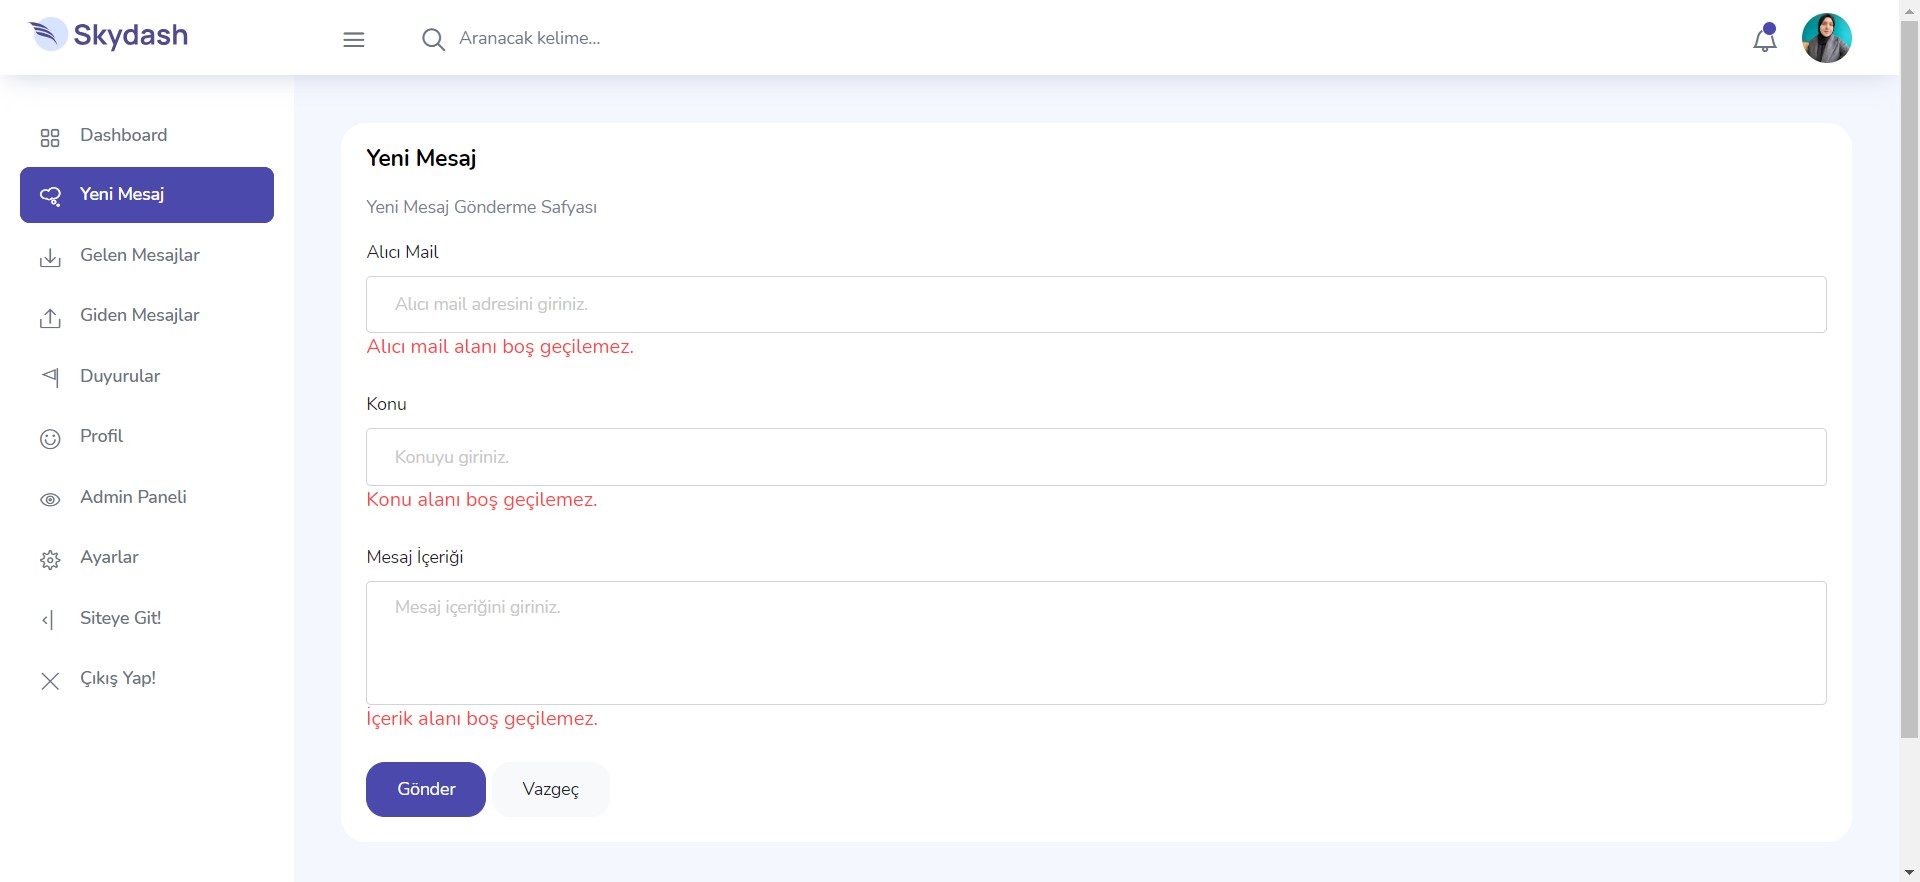 Skydash
Aranacak kelime...
Dashboard
Yeni Mesaj
Gelen Mesajlar
Giden Mesajlar
Duyurular
Profil
Admin Paneli
Ayarlar
Siteye Git!
Çıkış Yap!
Yeni Mesaj
Yeni Mesaj Gönderme Safyası
Alıcı Mail
Alıcı mail adresini giriniz.
Alıcı mail alanı boş geçilemez.
Konu
Konuyu giriniz.
Konu alanı boş geçilemez.
Mesaj İçeriği
Mesaj içeriğini giriniz.
İçerik alanı boş geçilemez.
Gönder
Vazgeç